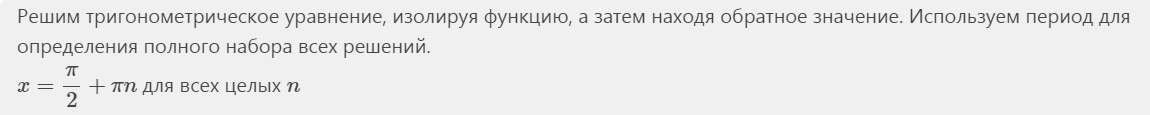 Решим тригонометрическое уравнение, изолируя функцию, а затем находя обратное значение. Используем период для
определения полного набора всех решений.
x = π/2 + πn для всех целых n